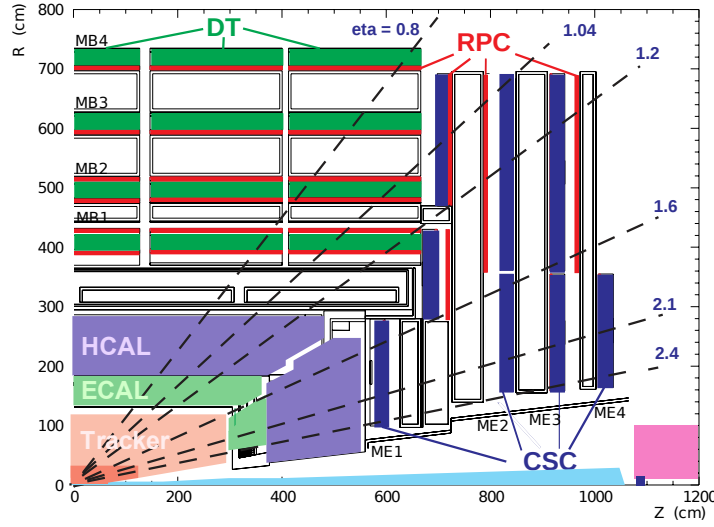 R (cm)
800
700
600
500
400
300
200
100
0
0
200
400
600
800
1000
1200
Z (cm)
DT
RPC
eta = 0.8
1.04
1.2
1.6
2.1
2.4
MB4
MB3
MB2
MB1
HCAL
ECAL
Tracker
ME1
ME2
ME3
ME4
CSC